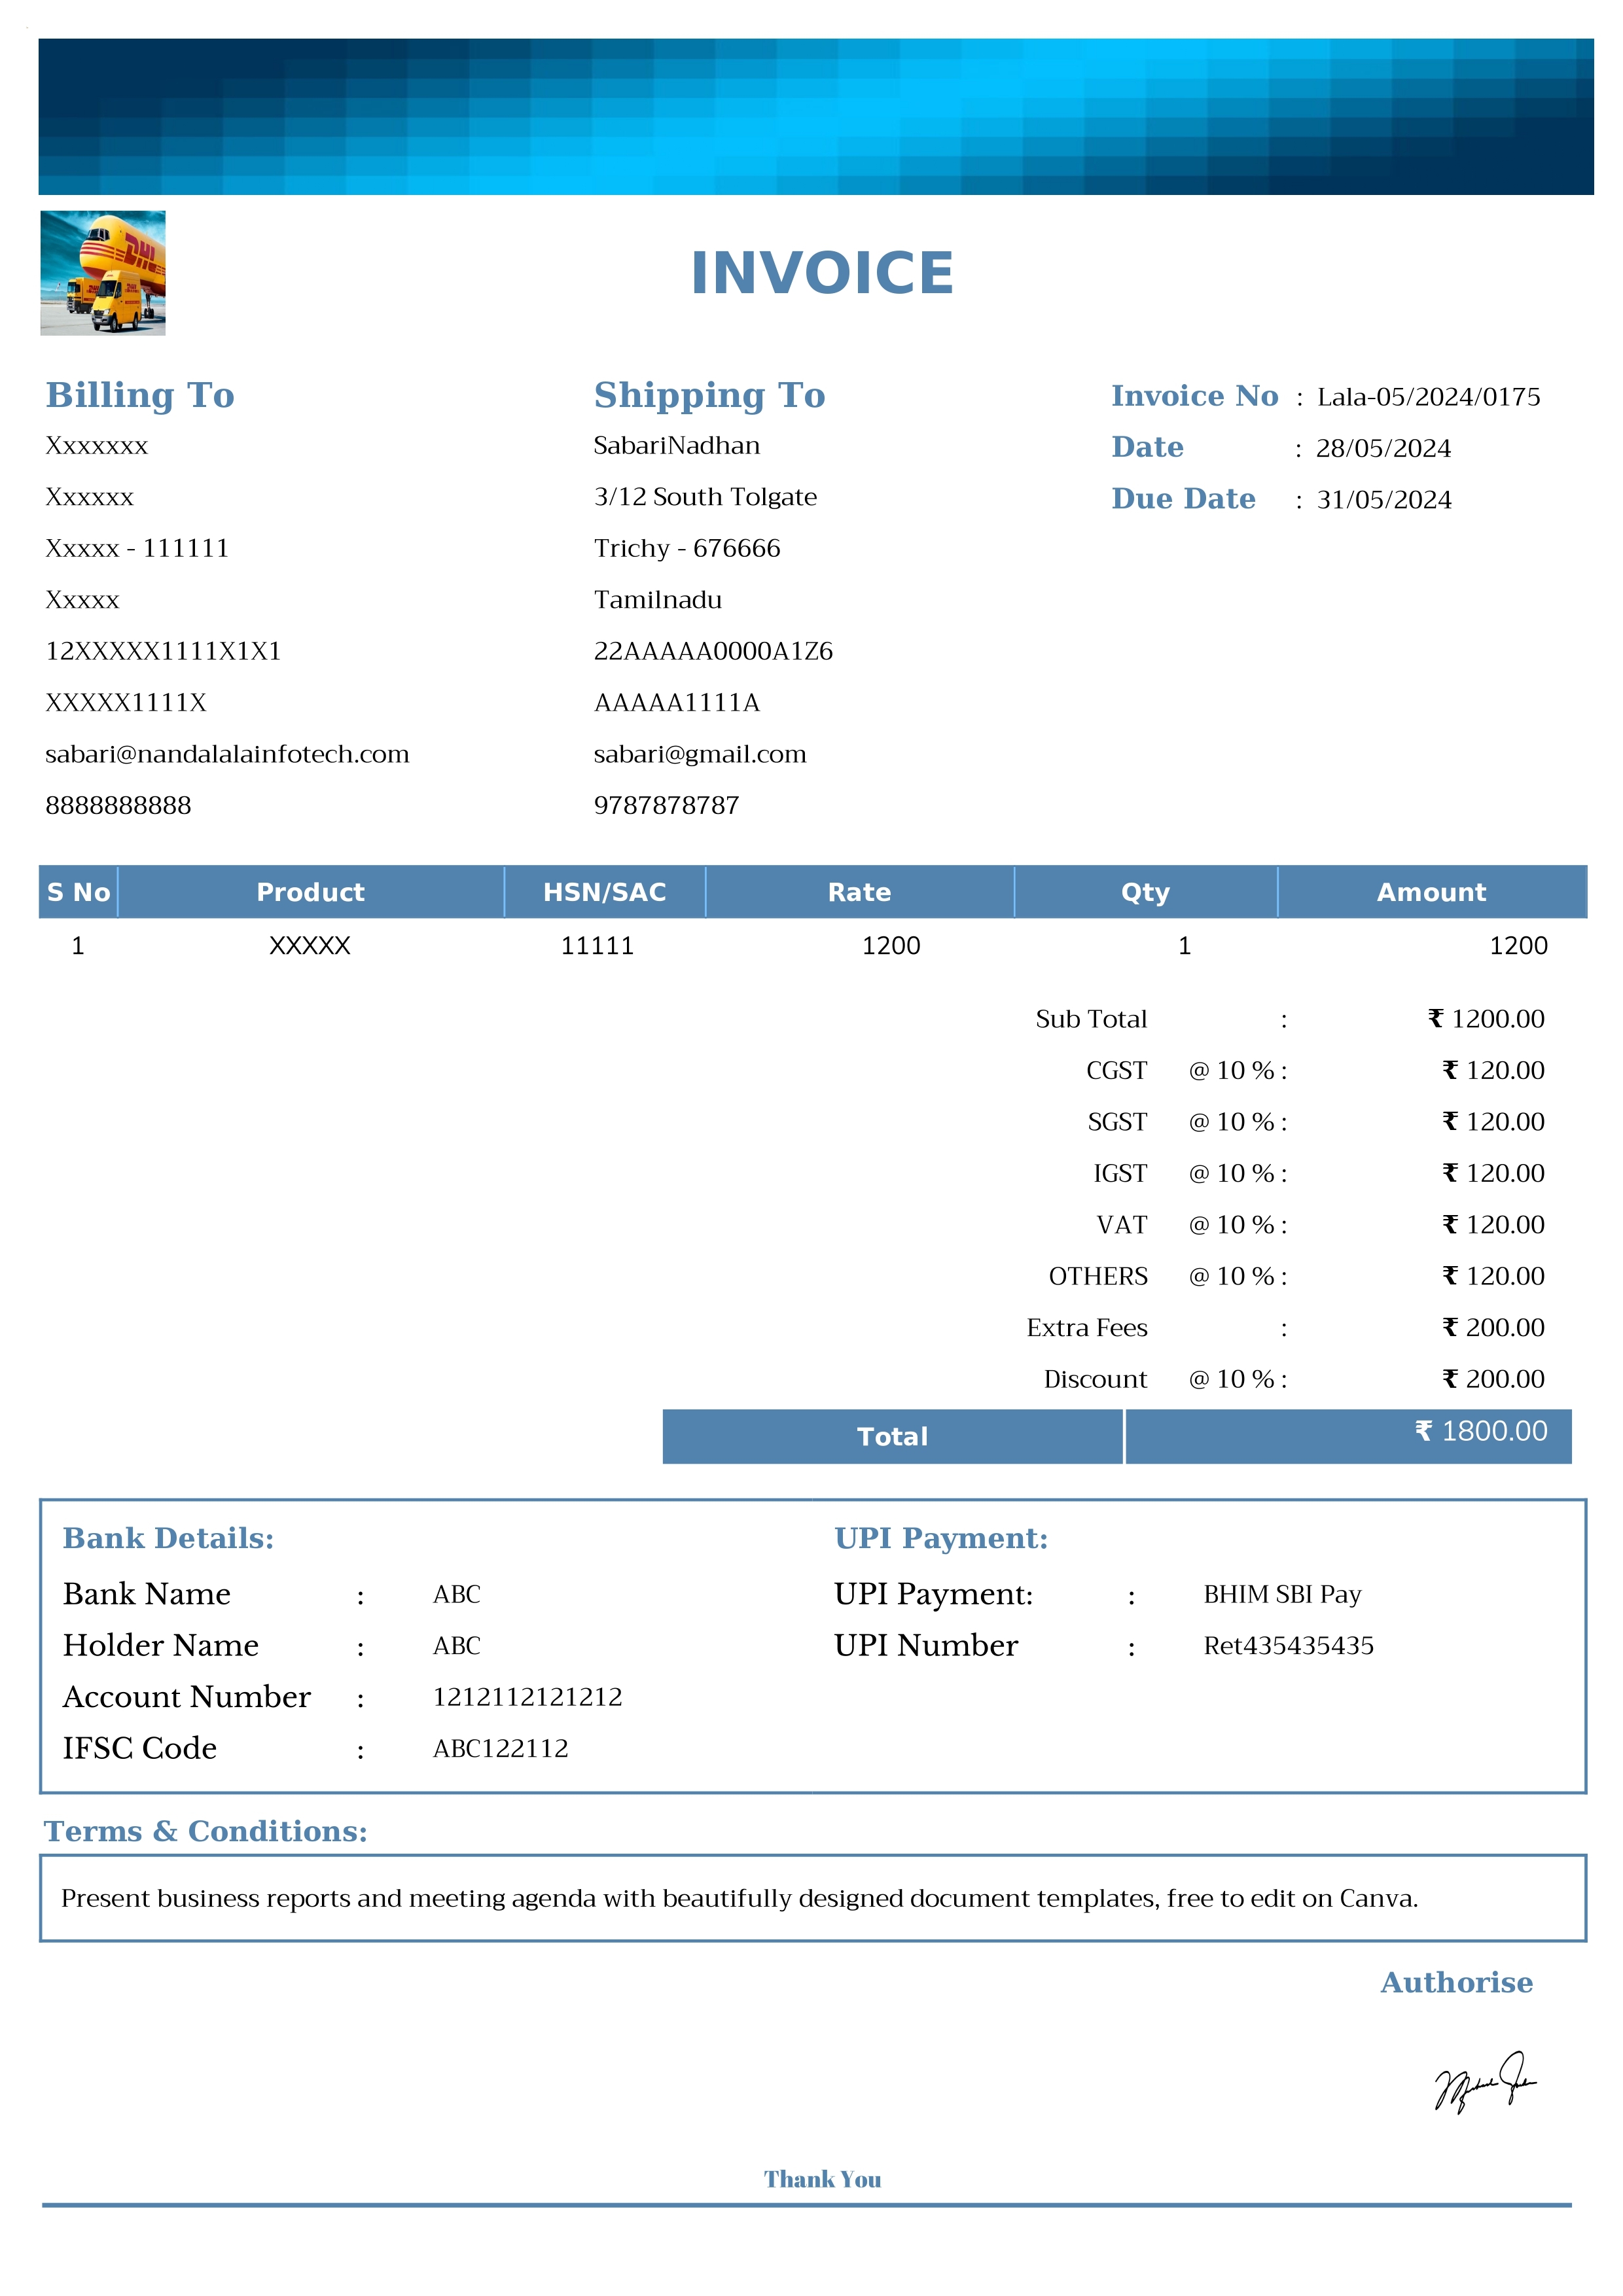 DHL
INVOICE
Billing To
Xxxxxxx
Xxxxxx
Xxxxx - 111111
Xxxxx
12XXXXX1111X1X1
XXXXX1111X
sabari@nandalalainfotech.com
8888888888
Shipping To
SabariNadhan
3/12 South Tolgate
Trichy - 676666
Tamilnadu
22AAAAA0000A1Z6
AAAAA1111A
sabari@gmail.com
9787878787
Invoice No : Lala-05/2024/0175
Date : 28/05/2024
Due Date : 31/05/2024
S No Product HSN/SAC Rate Qty Amount
1 XXXXX 11111 1200 1 1200
Sub Total : ₹ 1200.00
CGST @ 10 % : ₹ 120.00
SGST @ 10 % : ₹ 120.00
IGST @ 10 % : ₹ 120.00
VAT @ 10 % : ₹ 120.00
OTHERS @ 10 % : ₹ 120.00
Extra Fees : ₹ 200.00
Discount @ 10 % : ₹ 200.00
Total ₹ 1800.00
Bank Details:
Bank Name : ABC
Holder Name : ABC
Account Number : 1212112121212
IFSC Code : ABC122112
UPI Payment:
UPI Payment: : BHIM SBI Pay
UPI Number : Ret435435435
Terms & Conditions:
Present business reports and meeting agenda with beautifully designed document templates, free to edit on Canva.
Authorise
Thank You